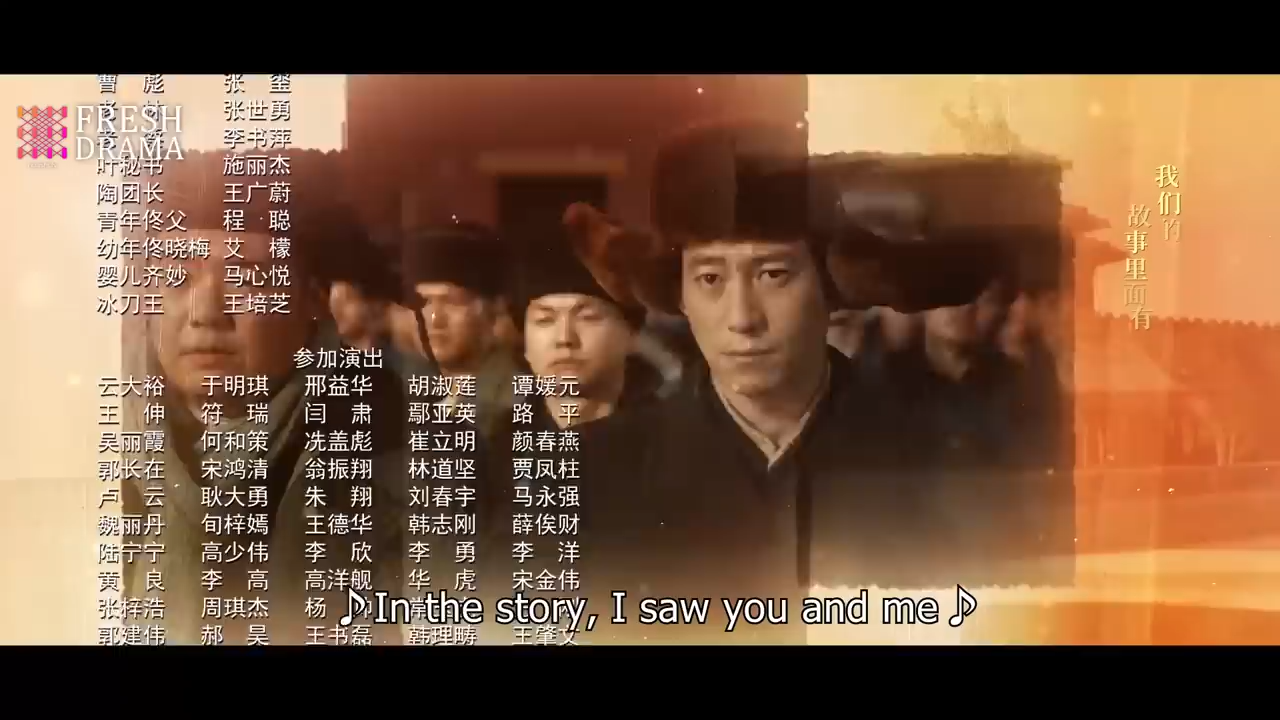 FRESH
DRAMA
曹 彪 张 玺
张世勇
李书萍
叶秘书 施丽杰
陶团长 王广蔚
青年佟父 程 聪
幼年佟晓梅 艾 檬
婴儿齐妙 马心悦
冰刀王 王培芝
参加演出
云大裕 于明琪 邢益华 胡淑莲 谭媛元
王 伸 符 瑞 闫 肃 鄢亚英 路 平
吴丽霞 何和策 冼盖彪 崔立明 颜春燕
郭长在 宋鸿清 翁振翔 林道坚 贾凤柱
卢 云 耿大勇 朱 翔 刘春宇 马永强
魏丽丹 旬梓嫣 王德华 韩志刚 薛俟财
陆宁宁 高少伟 李 欣 李 勇 李 洋
黄 良 李 高 高洋舰 华 虎 宋金伟
张梓浩 周琪杰 杨
郭建伟 郝 昊 王书磊 韩理畴 王肇文
我们的
故事里面有
♪In the story, I saw you and me♪